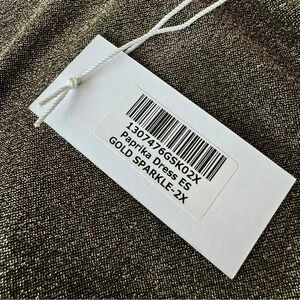 1307476GSK02X
Paprika Dress ES
GOLD SPARKLE-2X